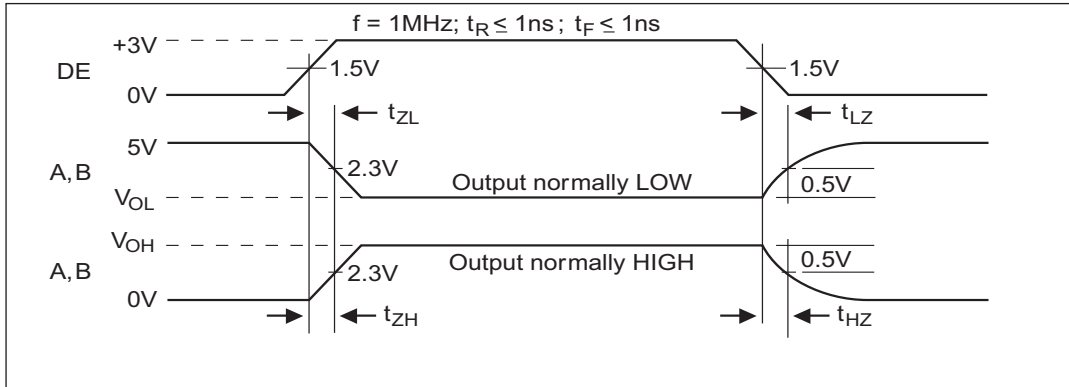 f = 1MHz; tR ≤ 1ns ; tF ≤ 1ns
+3V
DE
1.5V
1.5V
0V
tZL
tLZ
5V
A,B
2.3V
Output normally LOW
0.5V
VOL
VOH
A,B
2.3V
Output normally HIGH
0.5V
0V
tZH
tHZ